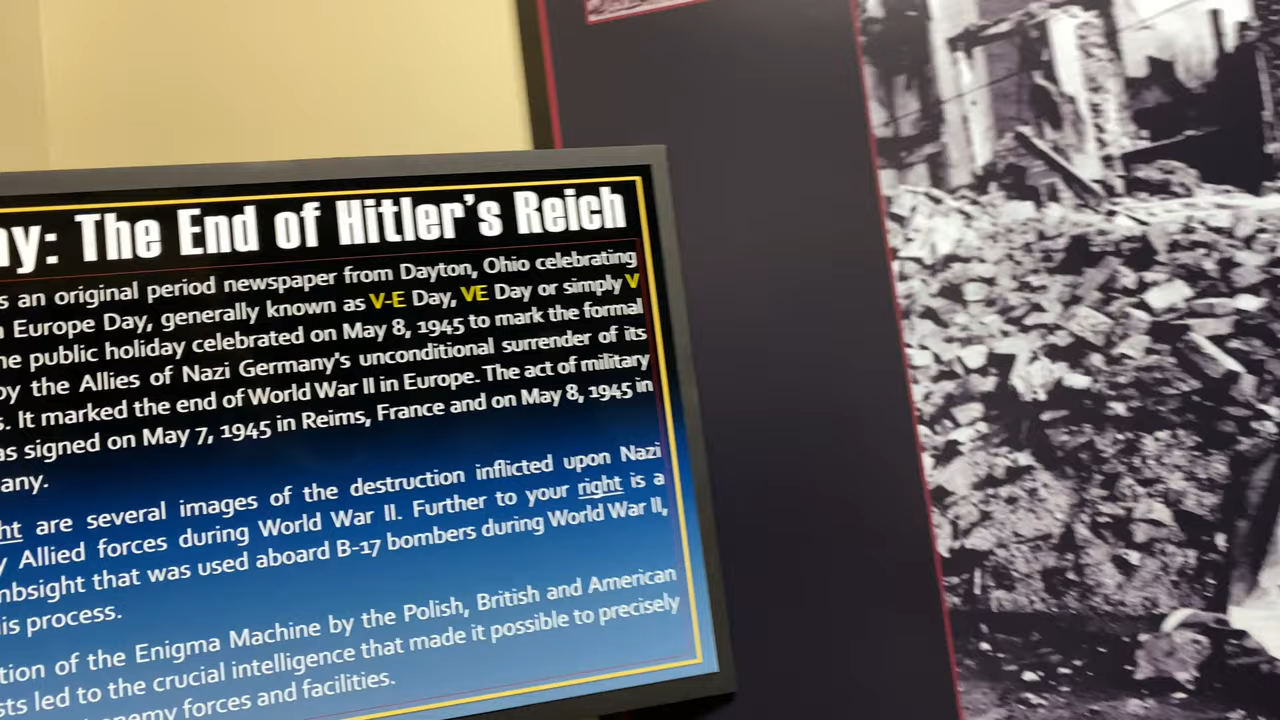 ay: The End of Hitler's Reich
s an original period newspaper from Dayton, Ohio celebrating
n Europe Day, generally known as V-E Day, VE Day or simply V
he public holiday celebrated on May 8, 1945 to mark the formal
by the Allies of Nazi Germany's unconditional surrender of its
s. It marked the end of World War II in Europe. The act of military
as signed on May 7, 1945 in Reims, France and on May 8, 1945 in
any.
ht are several images of the destruction inflicted upon Nazi
y Allied forces during World War II. Further to your right is a
mbsight that was used aboard B-17 bombers during World War II,
is process.
tion of the Enigma Machine by the Polish, British and American
sts led to the crucial intelligence that made it possible to precisely
enemy forces and facilities.